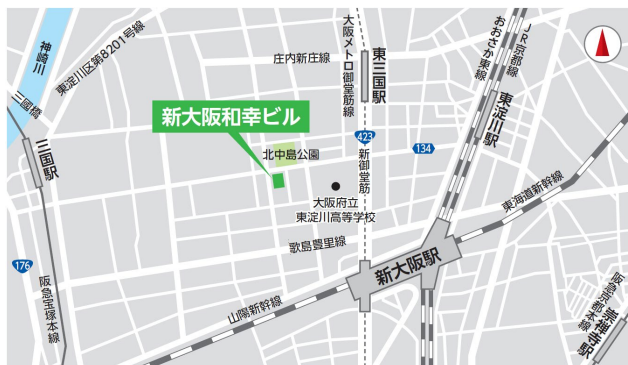 神崎川
三國橋
三国駅
176
阪急宝塚本線
東淀川区第8201号線
新大阪和幸ビル
北中島公園
大阪府立
東淀川高等学校
庄内新庄線
大阪メトロ御堂筋線
東三国駅
423
新御堂筋
134
おおさか東線
JR京都線
東淀川駅
東海道新幹線
歌島豊里線
新大阪駅
山陽新幹線
阪急京都本線
崇禅寺駅